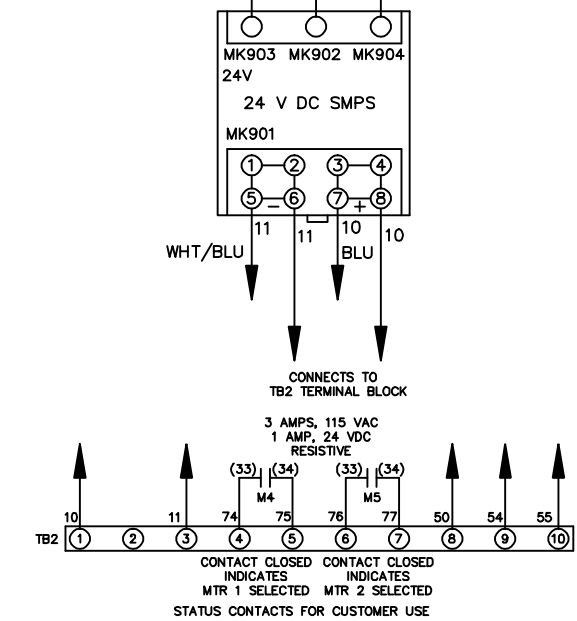 MK903 MK902 MK904
24V
24 V DC SMPS
MK901
1 2 3 4
5 - 6 7 + 8
11 11 10 10
WHT/BLU BLU
CONNECTS TO
TB2 TERMINAL BLOCK
3 AMPS, 115 VAC
1 AMP, 24 VDC
RESISTIVE
(33) (34) (33) (34)
M4 M5
10 11 74 75 76 77 50 54 55
TB2 1 2 3 4 5 6 7 8 9 10
CONTACT CLOSED CONTACT CLOSED
INDICATES INDICATES
MTR 1 SELECTED MTR 2 SELECTED
STATUS CONTACTS FOR CUSTOMER USE